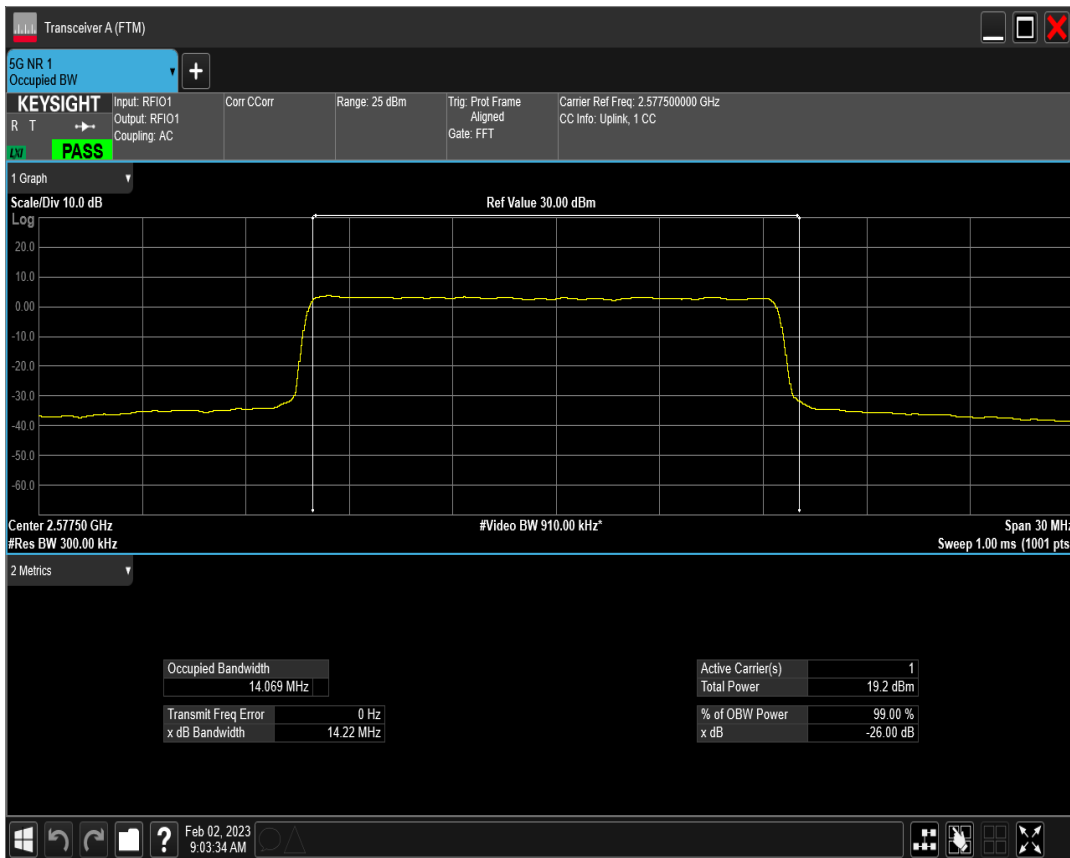 Transceiver A (FTM)
5G NR 1
Occupied BW
+
KEYSIGHT
R T
LXI
PASS
Input: RFIO1
Output: RFIO1
Coupling: AC
Corr CCorr
Range: 25 dBm
Trig: Prot Frame
Aligned
Gate: FFT
Carrier Ref Freq: 2.577500000 GHz
CC Info: Uplink, 1 CC
1 Graph
Scale/Div 10.0 dB
Ref Value 30.00 dBm
Log
20.0
10.0
0.00
-10.0
-20.0
-30.0
-40.0
-50.0
-60.0
Center 2.57750 GHz
#Video BW 910.00 kHz*
Span 30 MHz
#Res BW 300.00 kHz
Sweep 1.00 ms (1001 pts
2 Metrics
Occupied Bandwidth
14.069 MHz
Transmit Freq Error 0 Hz
x dB Bandwidth 14.22 MHz
Active Carrier(s) 1
Total Power 19.2 dBm
% of OBW Power 99.00 %
x dB -26.00 dB
?
Feb 02, 2023
9:03:34 AM